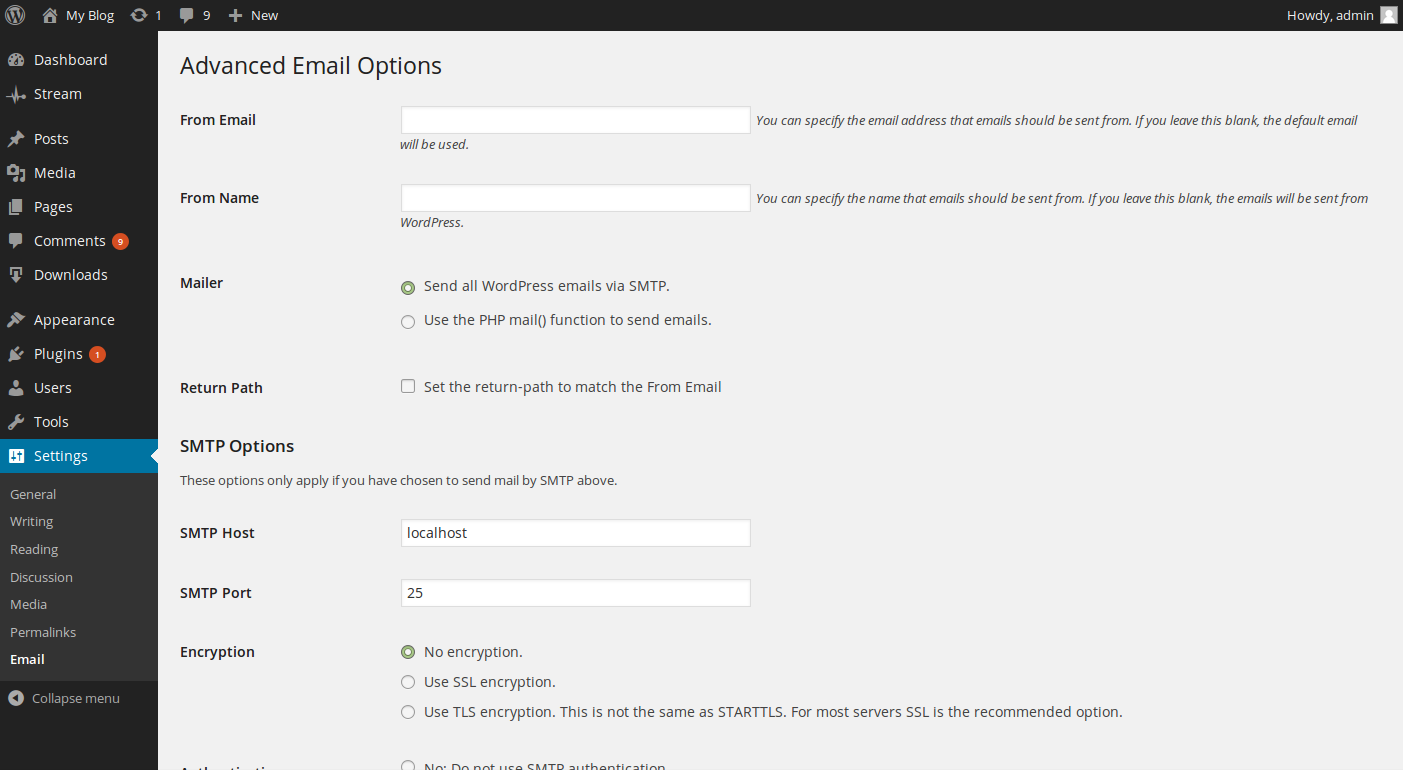 My Blog 1 9 New Howdy, admin
Dashboard
Stream
Posts
Media
Pages
Comments 9
Downloads
Appearance
Plugins 1
Users
Tools
Settings
General
Writing
Reading
Discussion
Media
Permalinks
Email
Collapse menu
Advanced Email Options
From Email You can specify the email address that emails should be sent from. If you leave this blank, the default email
will be used.
From Name You can specify the name that emails should be sent from. If you leave this blank, the emails will be sent from
WordPress.
Mailer Send all WordPress emails via SMTP.
Use the PHP mail() function to send emails.
Return Path Set the return-path to match the From Email
SMTP Options
These options only apply if you have chosen to send mail by SMTP above.
SMTP Host localhost
SMTP Port 25
Encryption No encryption.
Use SSL encryption.
Use TLS encryption. This is not the same as STARTTLS. For most servers SSL is the recommended option.
No: Do not use SMTP authentication.